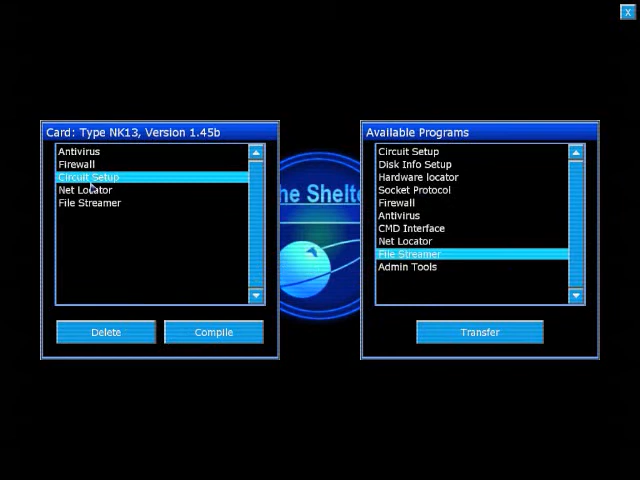 X
Card: Type NK13, Version 1.45b
Antivirus
Firewall
Circuit Setup
Net Locator
File Streamer
Delete
Compile
he Shelte
Available Programs
Circuit Setup
Disk Info Setup
Hardware locator
Socket Protocol
Firewall
Antivirus
CMD Interface
Net Locator
File Streamer
Admin Tools
Transfer